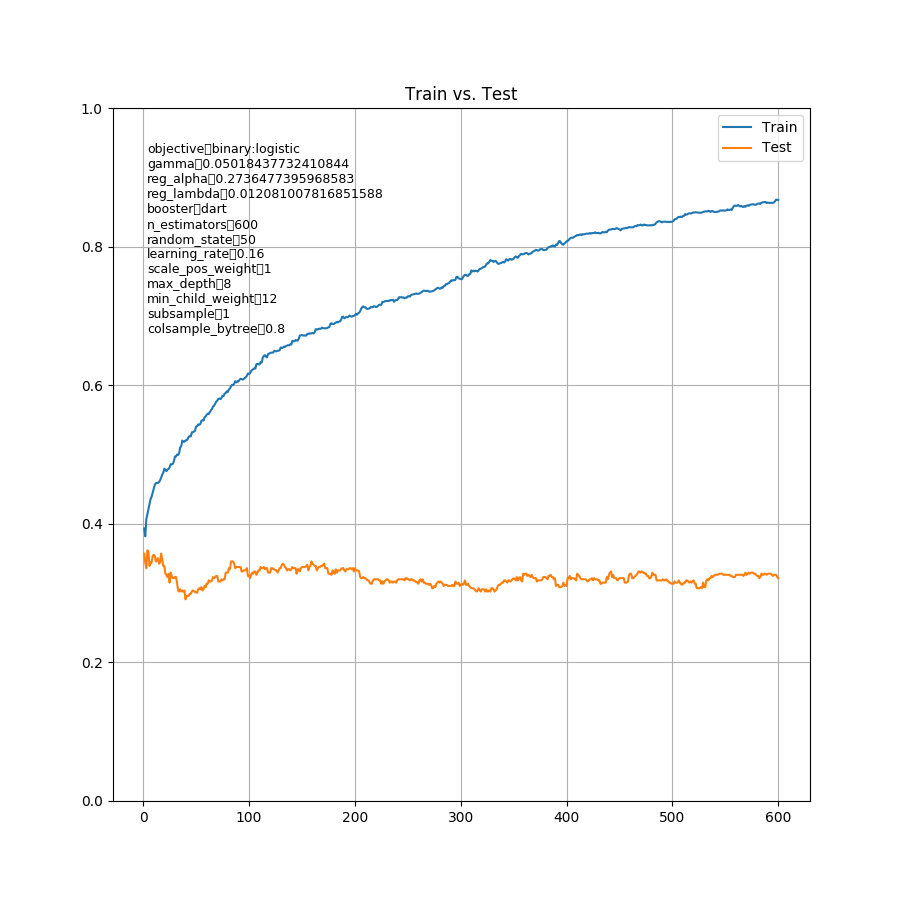 Train vs. Test
1.0
0.8
0.6
0.4
0.2
0.0
objective▯binary:logistic
gamma▯0.05018437732410844
reg_alpha▯0.2736477395968583
reg_lambda▯0.012081007816851588
booster▯dart
n_estimators▯600
random_state▯50
learning_rate▯0.16
scale_pos_weight▯1
max_depth▯8
min_child_weight▯12
subsample▯1
colsample_bytree▯0.8
Train
Test
0 100 200 300 400 500 600